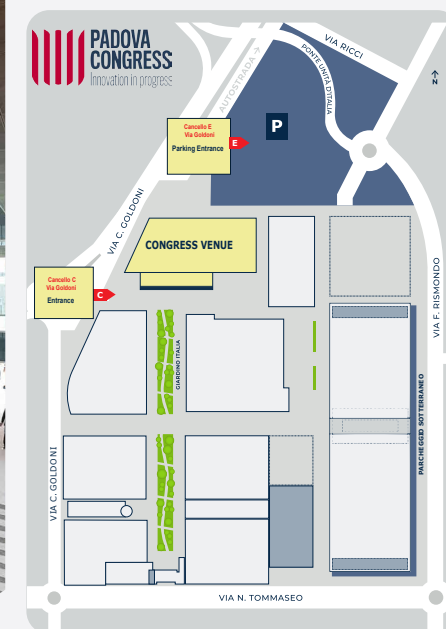 PADOVA
CONGRESS
Innovation in progress
VIA RICCI
PONTE UNITÀ D'ITALIA
AUTOSTRADA →
N
P
Cancello E
Via Goldoni
Parking Entrance
E
VIA C. GOLDONI
CONGRESS VENUE
Cancello C
Via Goldoni
Entrance
C
VIA F. RISMONDO
GIARDINO ITALIA
PARCHEGGIO SOTTERRANEO
VIA C. GOLDONI
VIA N. TOMMASEO